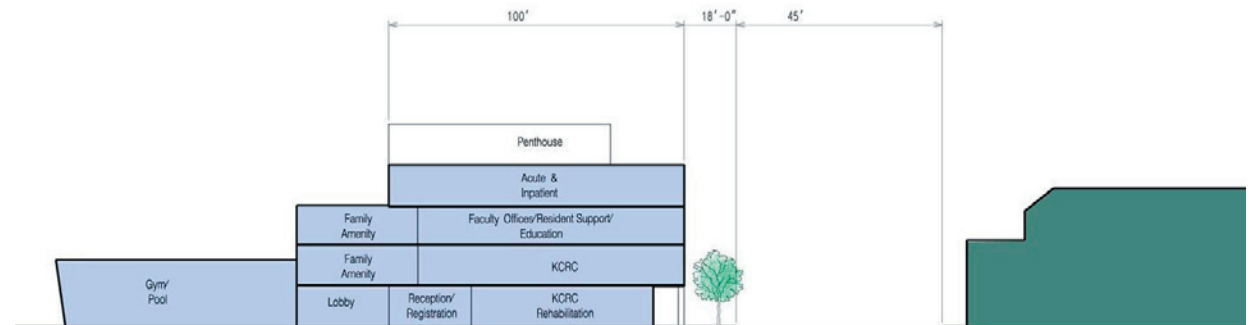 100'
18'-0"
45'
Penthouse
Acute &
Inpatient
Family
Amenity
Faculty Offices/Resident Support/
Education
Family
Amenity
KCRC
Gym/
Pool
Lobby
Reception/
Registration
KCRC
Rehabilitation